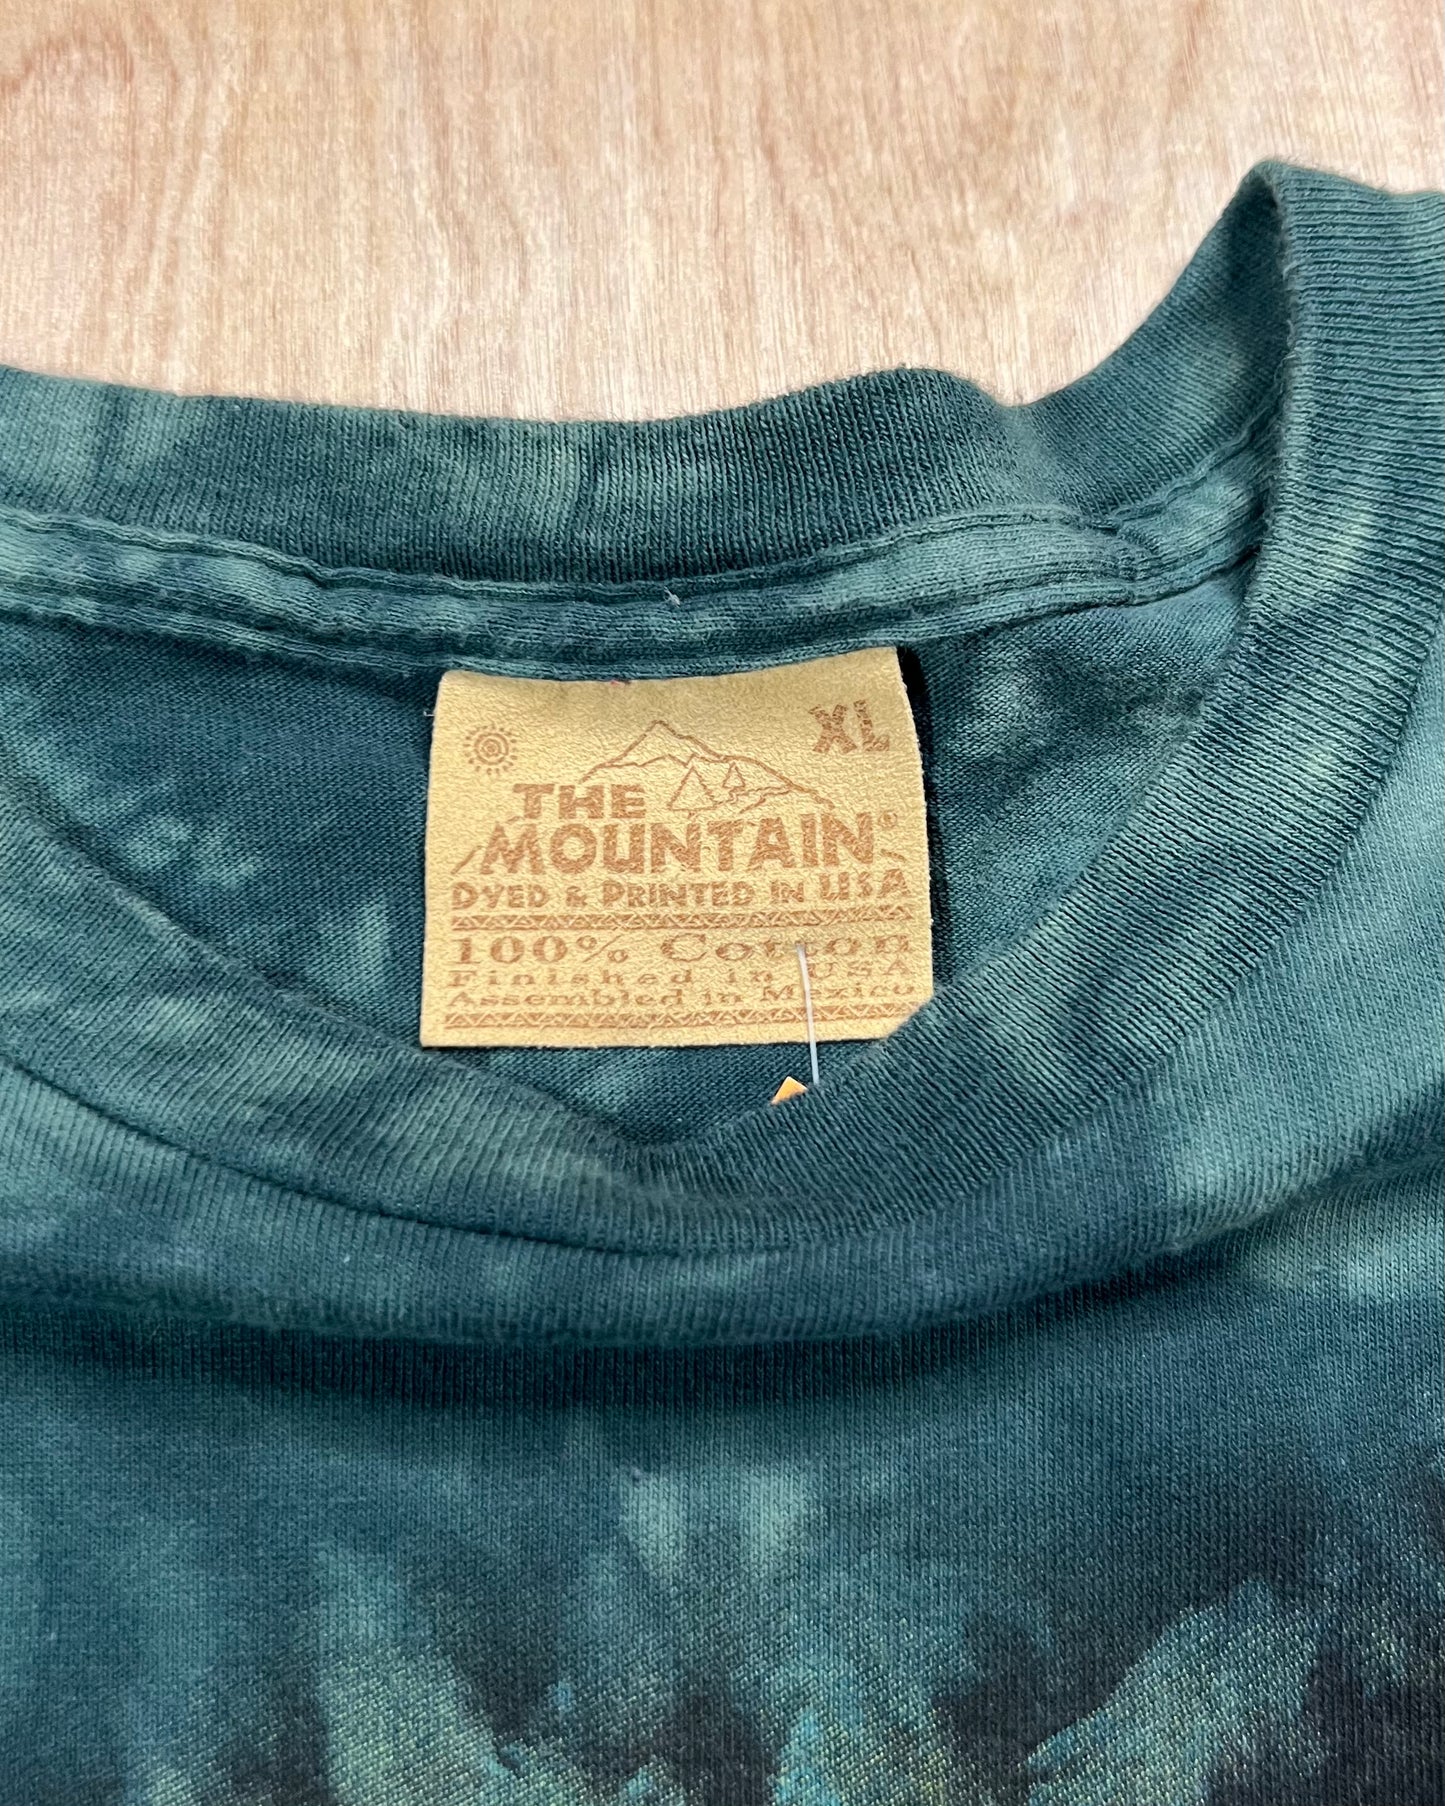 XL
THE
MOUNTAIN®
DYED & PRINTED IN USA
100% Cotton
Finished in USA
Assembled in Mexico